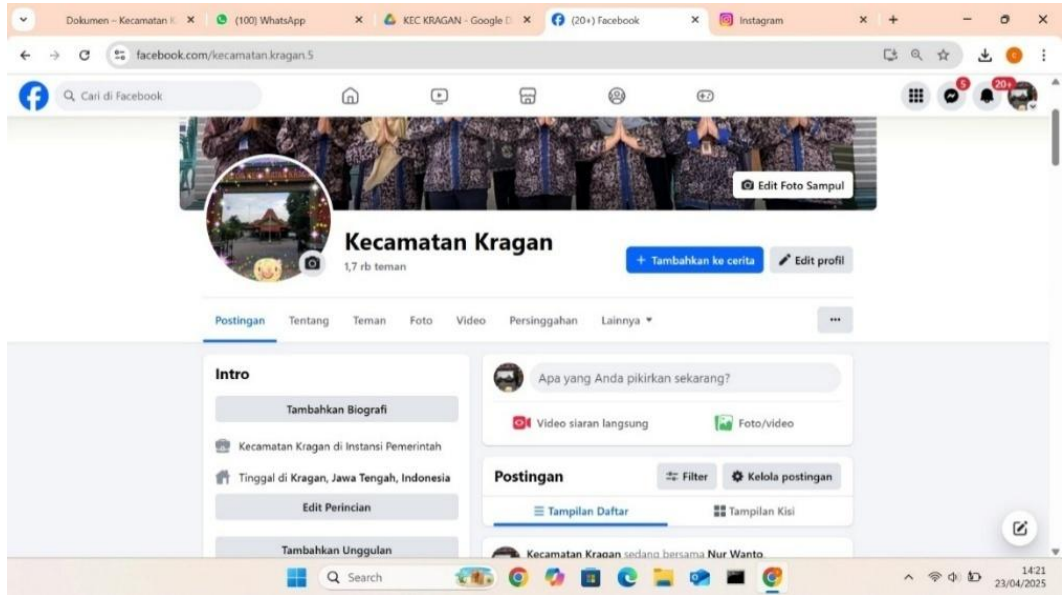 Dokumen – Kecamatan K
(100) WhatsApp
KEC KRAGAN - Google D
(20+) Facebook
Instagram
facebook.com/kecamatan.kragan.5
Cari di Facebook
5
20+
Edit Foto Sampul
Kecamatan Kragan
1,7 rb teman
+ Tambahkan ke cerita
Edit profil
Postingan Tentang Teman Foto Video Persinggahan Lainnya
Intro
Tambahkan Biografi
Kecamatan Kragan di Instansi Pemerintah
Tinggal di Kragan, Jawa Tengah, Indonesia
Edit Perincian
Tambahkan Unggulan
Apa yang Anda pikirkan sekarang?
Video siaran langsung
Foto/video
Postingan
Filter
Kelola postingan
Tampilan Daftar
Tampilan Kisi
Kecamatan Kragan sedang bersama Nur Wanto
Search
14:21
23/04/2025